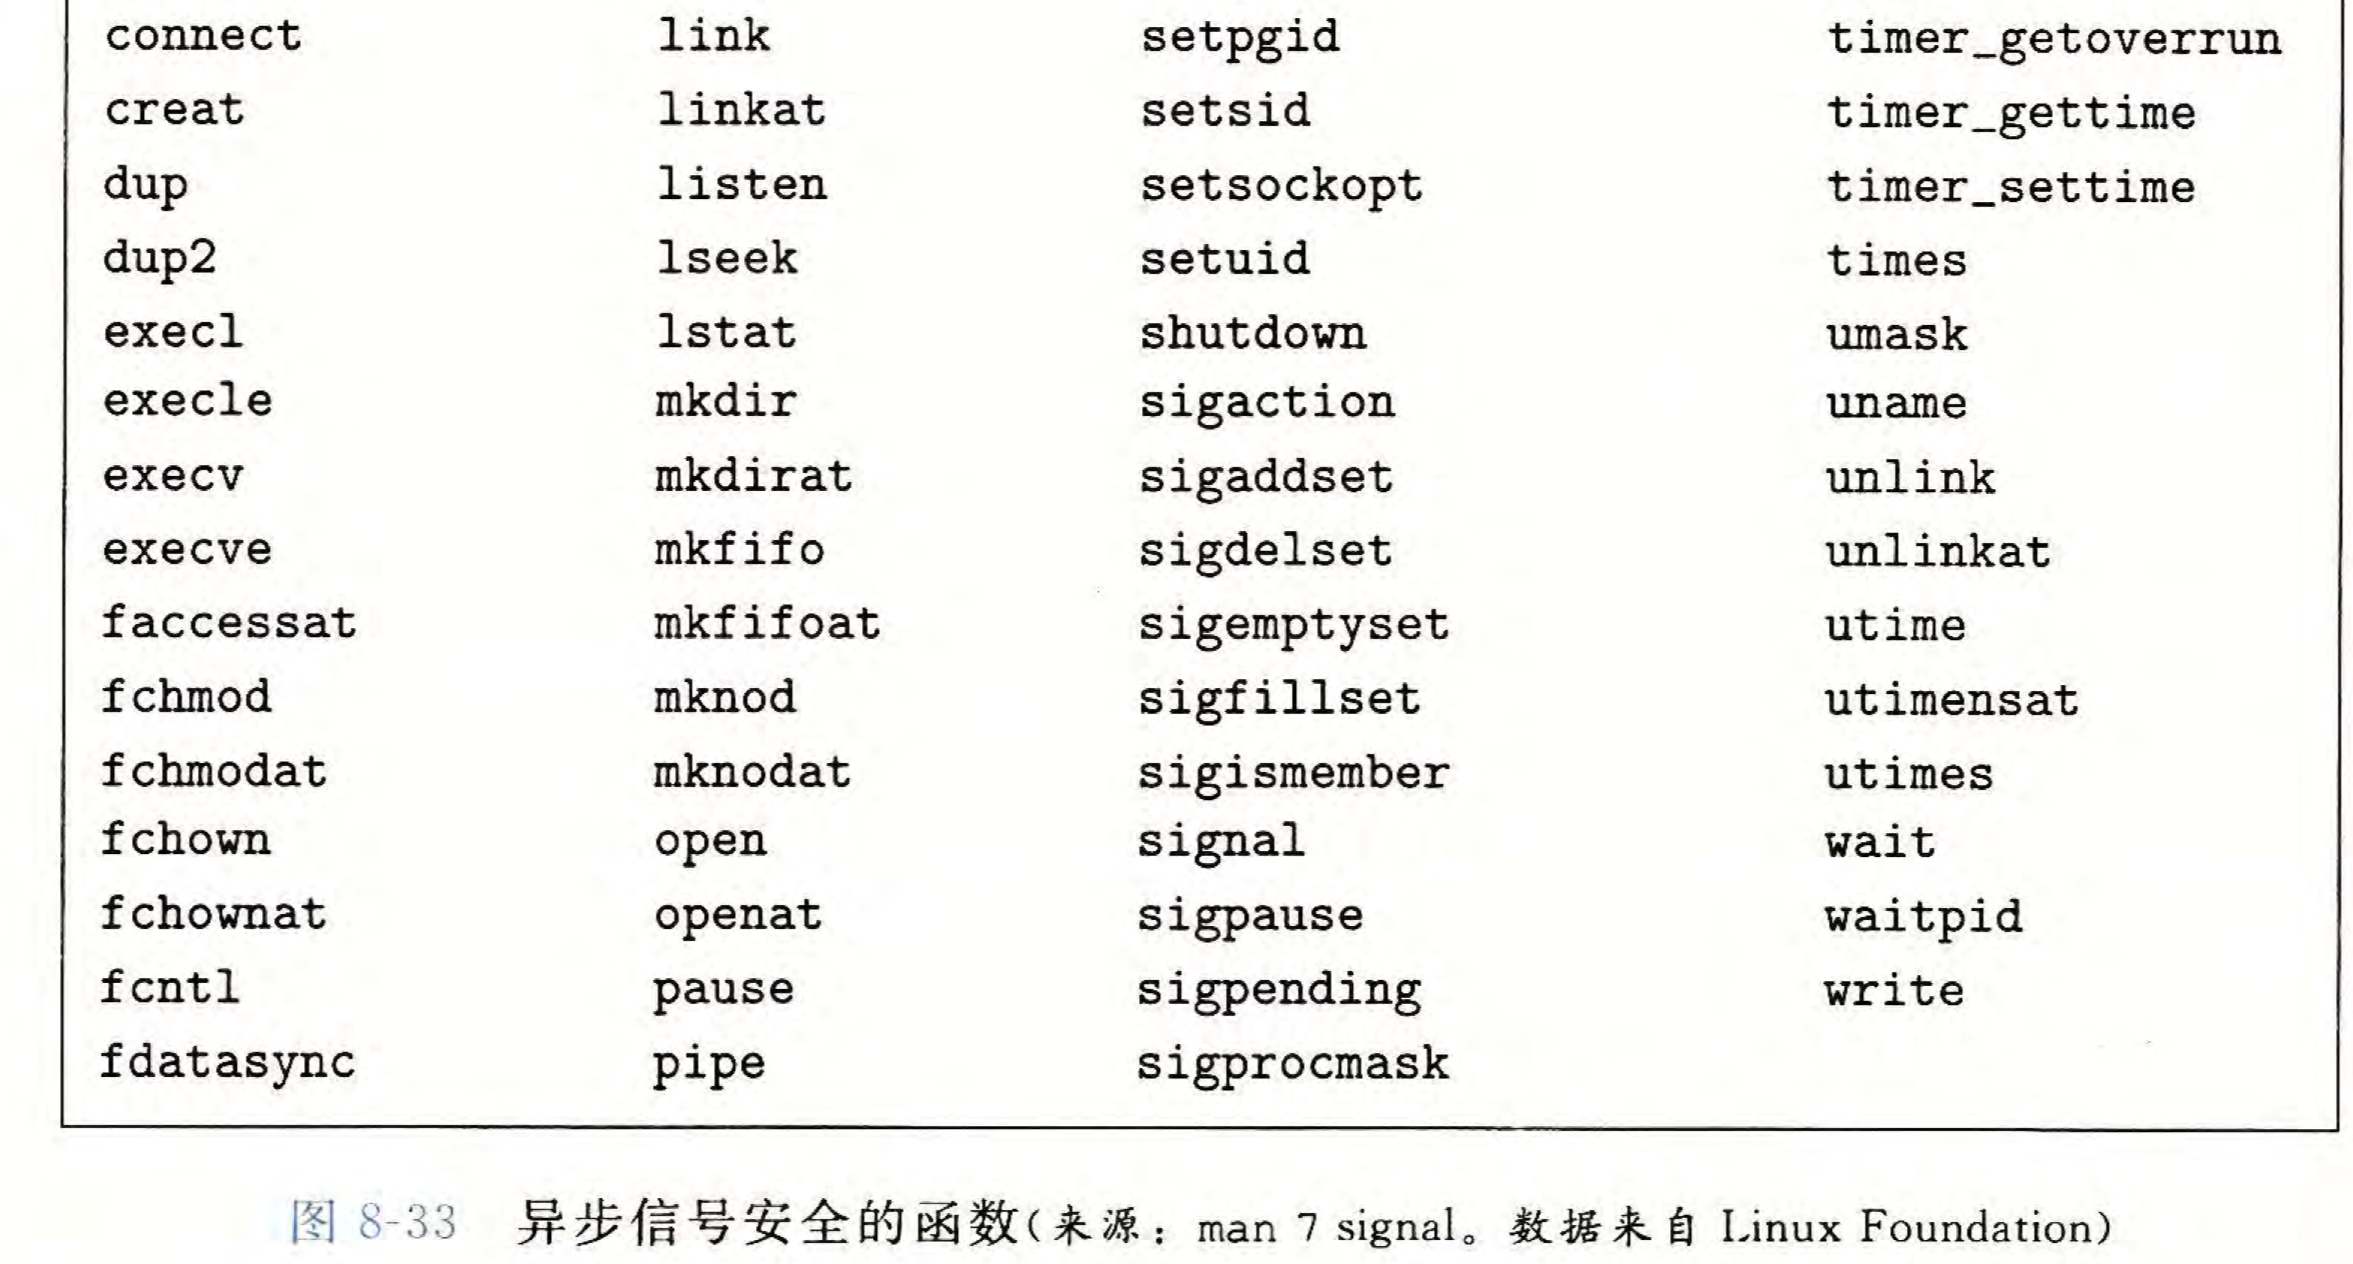 connect link setpgid timer_getoverrun
creat linkat setsid timer_gettime
dup listen setsockopt timer_settime
dup2 lseek setuid times
execl lstat shutdown umask
execle mkdir sigaction uname
execv mkdirat sigaddset unlink
execve mkfifo sigdelset unlinkat
faccessat mkfifoat sigemptyset utime
fchmod mknod sigfillset utimensat
fchmodat mknodat sigismember utimes
fchown open signal wait
fchownat openat sigpause waitpid
fcntl pause sigpending write
fdatasync pipe sigprocmask
图 8-33 异步信号安全的函数(来源：man 7 signal。数据来自 Linux Foundation)